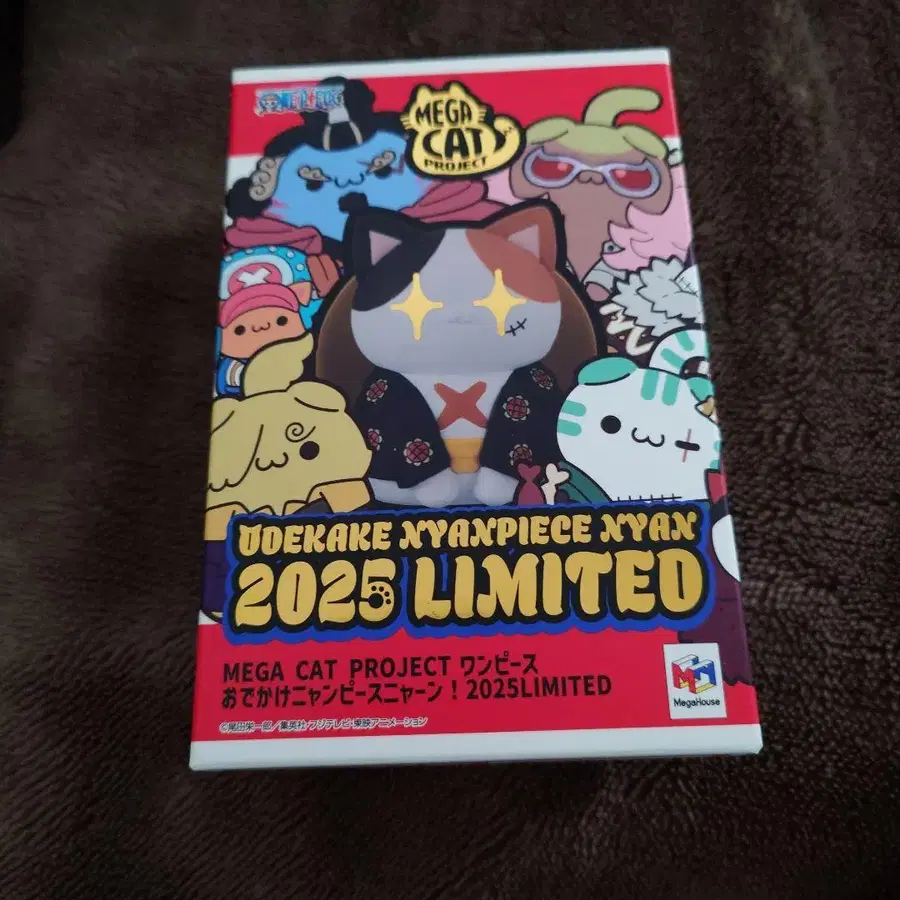 ONE PIECE
MEGA
CAT
PROJECT
ODEKAKE NYANPIECE NYAN
2025 LIMITED
MEGA CAT PROJECT ワンピース
おでかけニャンピースニャーン！2025LIMITED
MegaHouse
©尾田栄一郎／集英社・フジテレビ・東映アニメーション